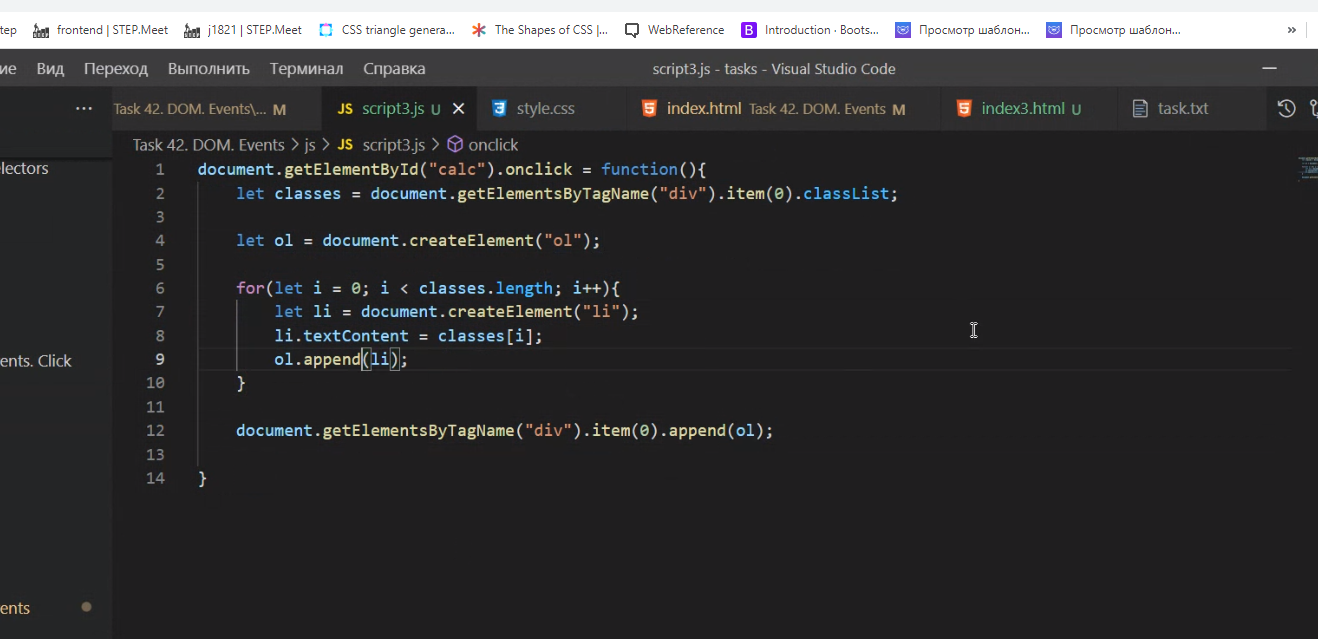 tep frontend | STEP.Meet j1821 | STEP.Meet CSS triangle genera... The Shapes of CSS |... WebReference B Introduction · Boots... Просмотр шаблон... Просмотр шаблон... »
ие Вид Переход Выполнить Терминал Справка script3.js - tasks - Visual Studio Code
... Task 42. DOM. Events\... M JS script3.js U style.css index.html Task 42. DOM. Events M index3.html U task.txt
Task 42. DOM. Events > js > JS script3.js > onclick
lectors
1 document.getElementById("calc").onclick = function(){
2 let classes = document.getElementsByTagName("div").item(0).classList;
3
4 let ol = document.createElement("ol");
5
6 for(let i = 0; i < classes.length; i++){
7 let li = document.createElement("li");
8 li.textContent = classes[i];
ents. Click
9 ol.append(li);
10 }
11
12 document.getElementsByTagName("div").item(0).append(ol);
13
14 }
ents